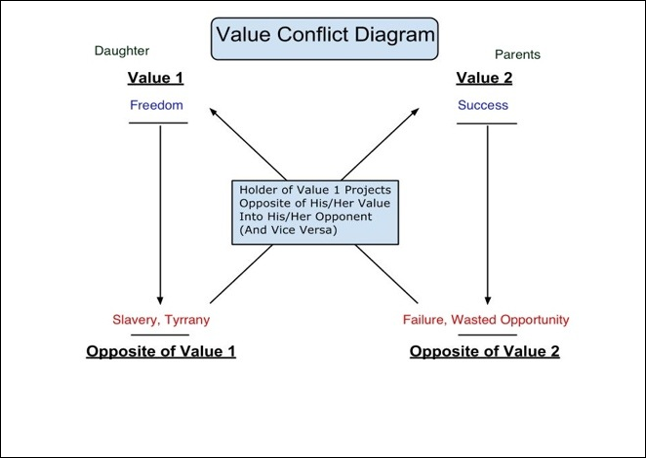 Value Conflict Diagram
Daughter
Parents
Value 1
Value 2
Freedom
Success
Holder of Value 1 Projects
Opposite of His/Her Value
Into His/Her Opponent
(And Vice Versa)
Slavery, Tyrrany
Failure, Wasted Opportunity
Opposite of Value 1
Opposite of Value 2